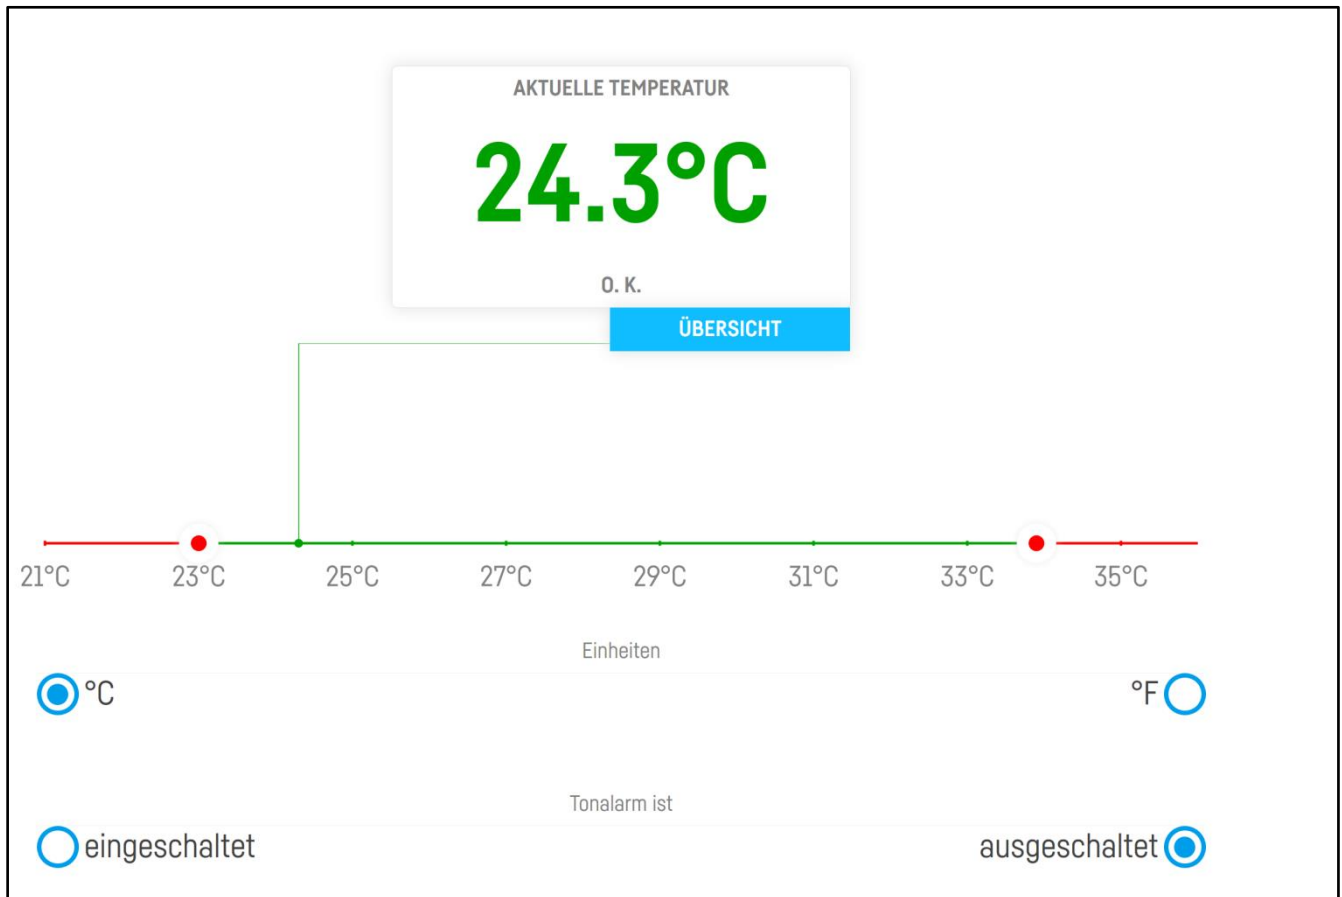 AKTUELLE TEMPERATUR
24.3°C
O. K.
ÜBERSICHT
21°C 23°C 25°C 27°C 29°C 31°C 33°C 35°C
Einheiten
°C °F
Tonalarm ist
eingeschaltet ausgeschaltet